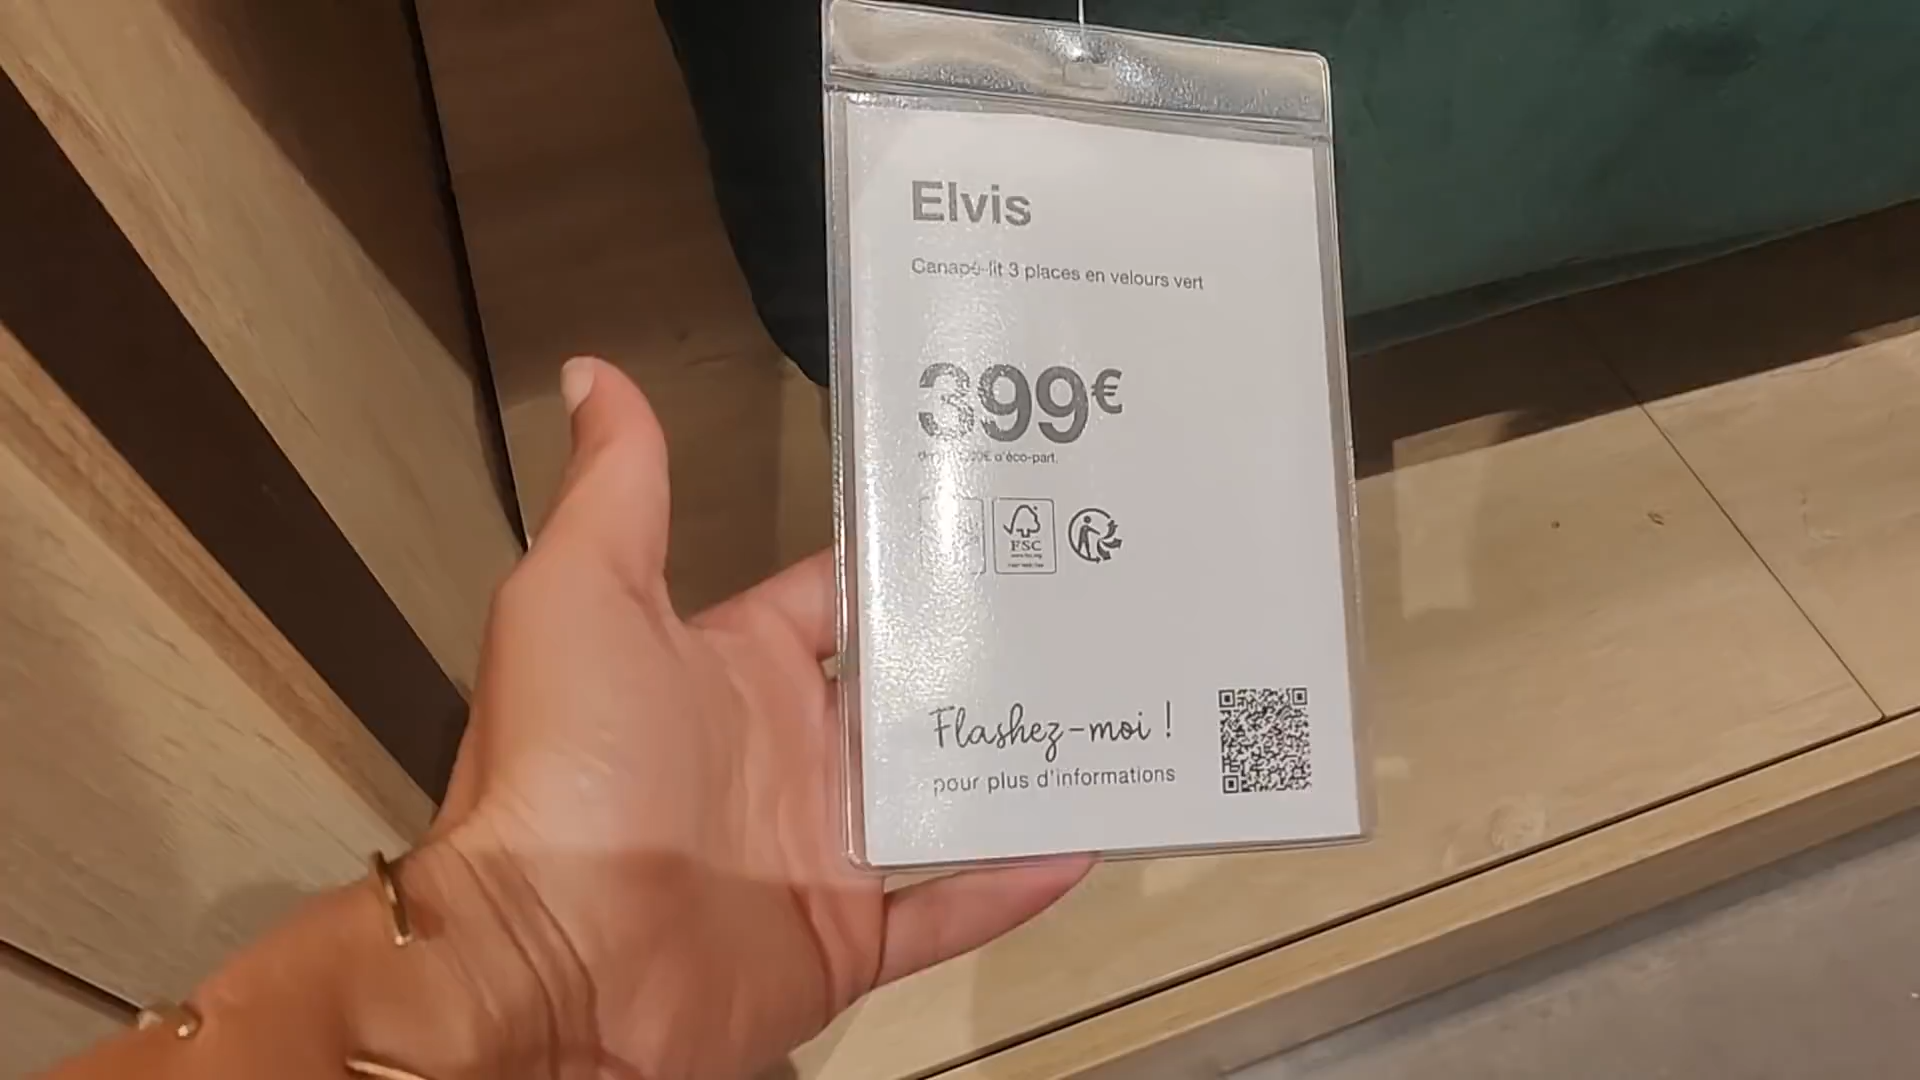 Elvis
Canapé-lit 3 places en velours vert
399€
d'éco-part.
FSC
Flashez-moi !
pour plus d'informations